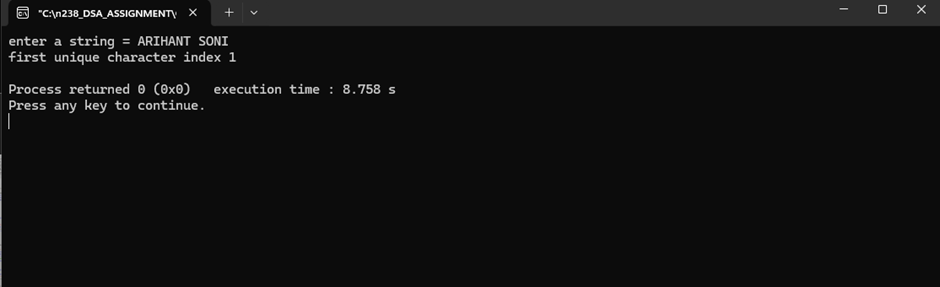 "C:\n238_DSA_ASSIGNMENT\
enter a string = ARIHANT SONI
first unique character index 1
Process returned 0 (0x0)   execution time : 8.758 s
Press any key to continue.